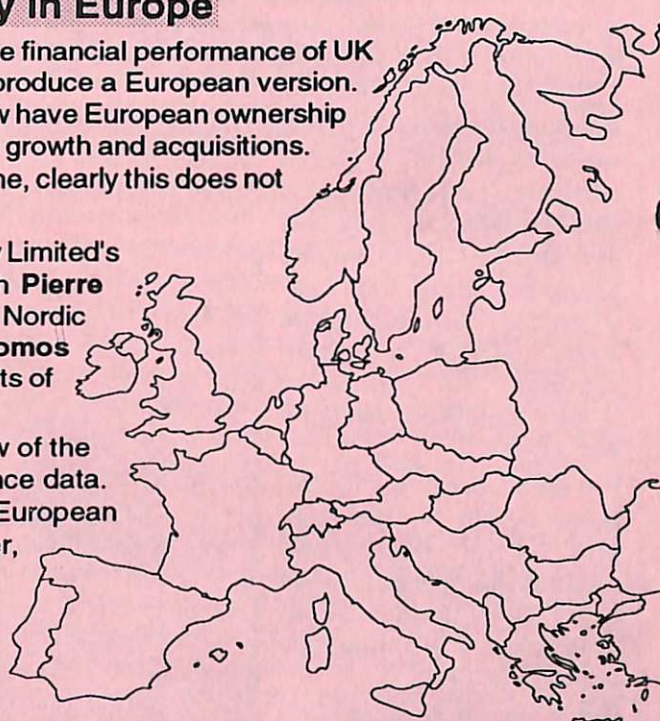 y in Europe
e financial performance of UK
produce a European version.
w have European ownership
growth and acquisitions.
ne, clearly this does not
Limited's
n Pierre
Nordic
omos
ts of
w of the
nce data.
European
r,